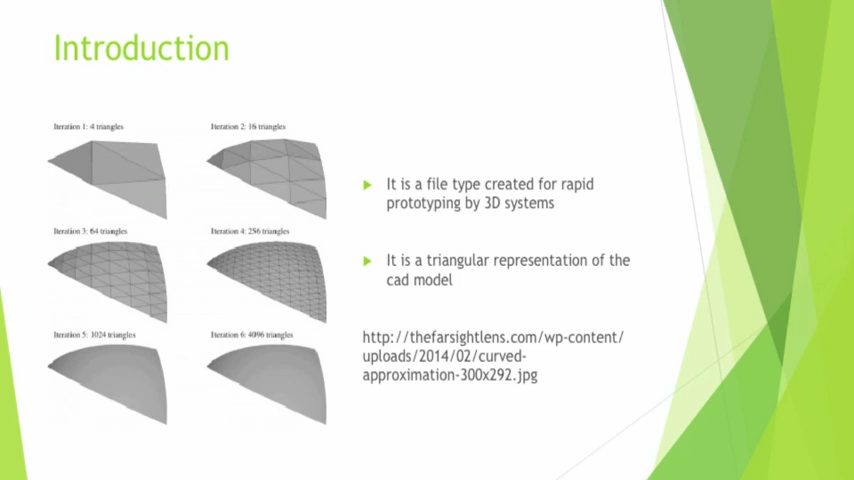 Introduction
Iteration 1: 4 triangles
Iteration 2: 16 triangles
Iteration 3: 64 triangles
Iteration 4: 256 triangles
Iteration 5: 1024 triangles
Iteration 6: 4096 triangles
It is a file type created for rapid
prototyping by 3D systems
It is a triangular representation of the
cad model
http://thefarsightlens.com/wp-content/
uploads/2014/02/curved-
approximation-300x292.jpg